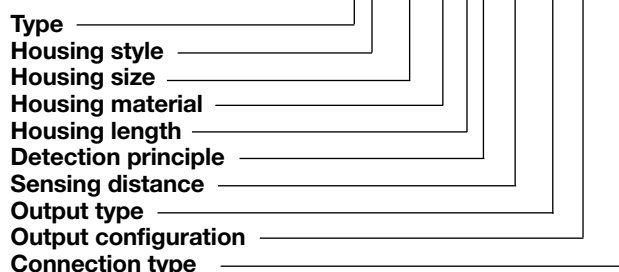 Type
Housing style
Housing size
Housing material
Housing length
Detection principle
Sensing distance
Output type
Output configuration
Connection type